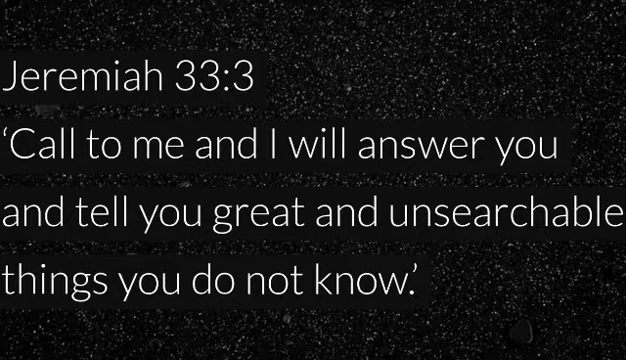 Jeremiah 33:3
‘Call to me and I will answer you
and tell you great and unsearchable
things you do not know.’